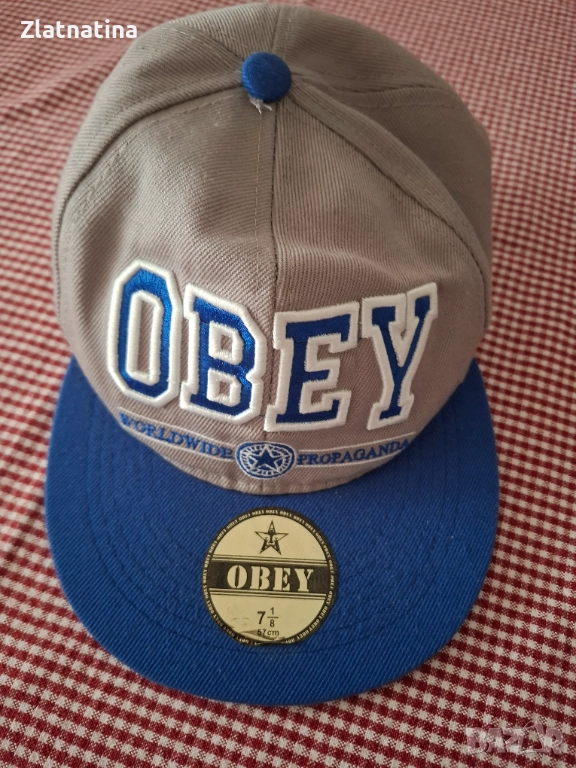 Zlatnatina
OBEY
WORLDWIDE PROPAGANDA
OBEY
7 1/8
57cm